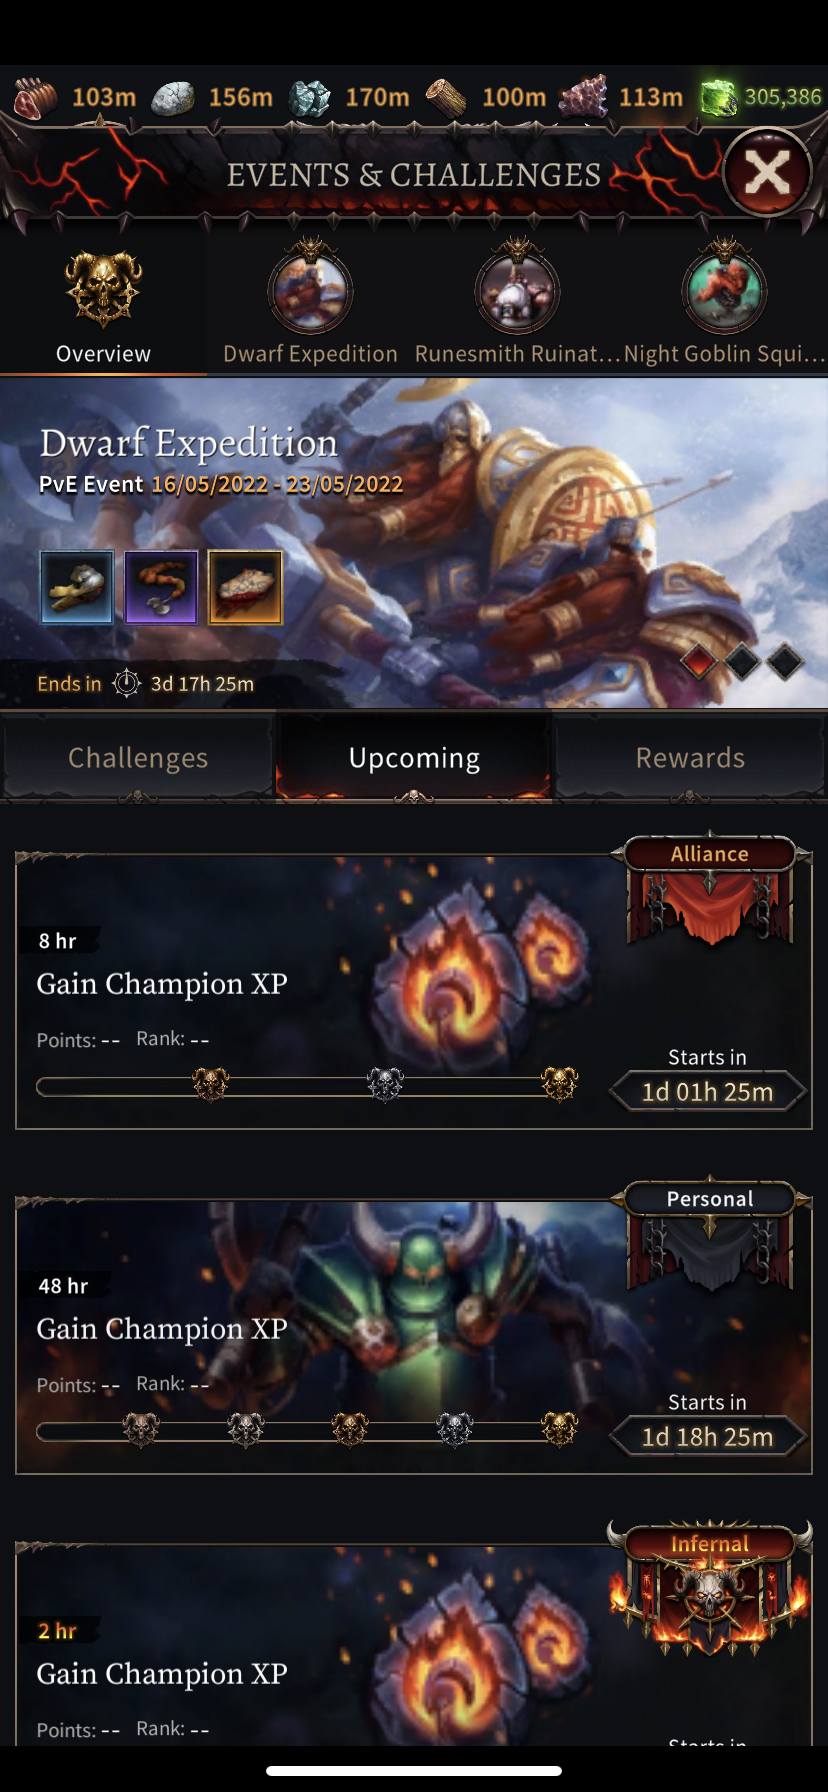 103m 156m 170m 100m 113m 305,386
EVENTS & CHALLENGES
Overview
Dwarf Expedition
Runesmith Ruinat...
Night Goblin Squi...
Dwarf Expedition
PvE Event 16/05/2022 - 23/05/2022
Ends in 3d 17h 25m
Challenges
Upcoming
Rewards
Alliance
8 hr
Gain Champion XP
Points: -- Rank: --
Starts in
1d 01h 25m
Personal
48 hr
Gain Champion XP
Points: -- Rank: --
Starts in
1d 18h 25m
Infernal
2 hr
Gain Champion XP
Points: -- Rank: --
Starts in